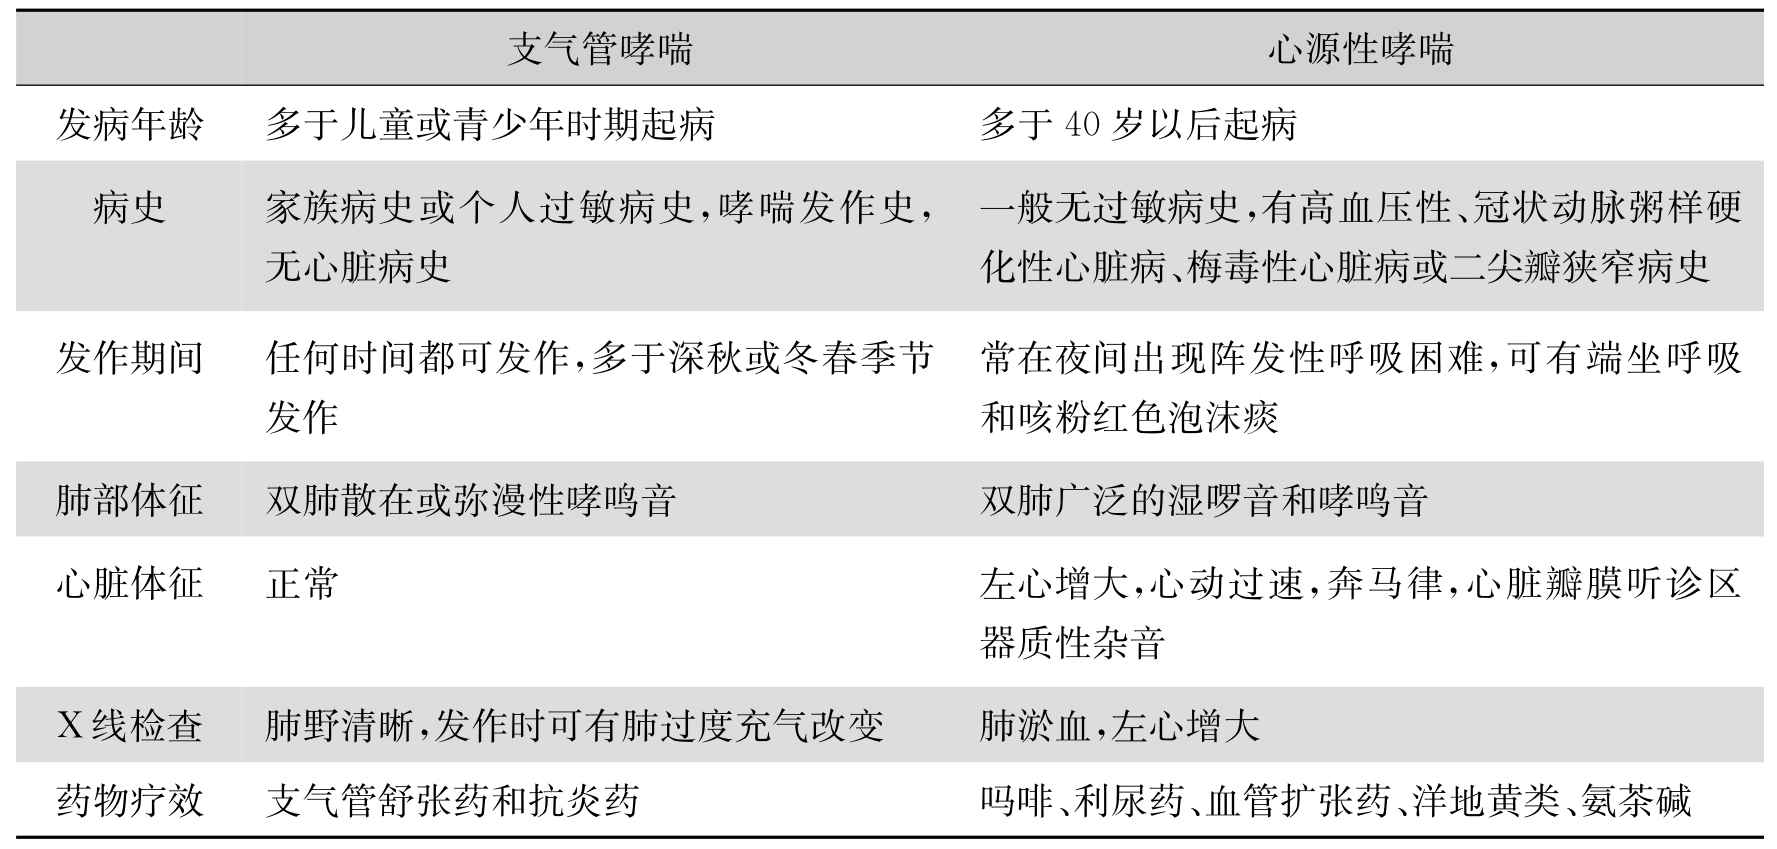 支气管哮喘 心源性哮喘
发病年龄 多于儿童或青少年时期起病 多于 40 岁以后起病
病史 家族病史或个人过敏病史,哮喘发作史, 一般无过敏病史,有高血压性、冠状动脉粥样硬
无心脏病史 化性心脏病、梅毒性心脏病或二尖瓣狭窄病史
发作期间 任何时间都可发作,多于深秋或冬春季节 常在夜间出现阵发性呼吸困难,可有端坐呼吸
发作 和咳粉红色泡沫痰
肺部体征 双肺散在或弥漫性哮鸣音 双肺广泛的湿啰音和哮鸣音
心脏体征 正常 左心增大,心动过速,奔马律,心脏瓣膜听诊区
器质性杂音
X 线检查 肺野清晰,发作时可有肺过度充气改变 肺淤血,左心增大
药物疗效 支气管舒张药和抗炎药 吗啡、利尿药、血管扩张药、洋地黄类、氨茶碱